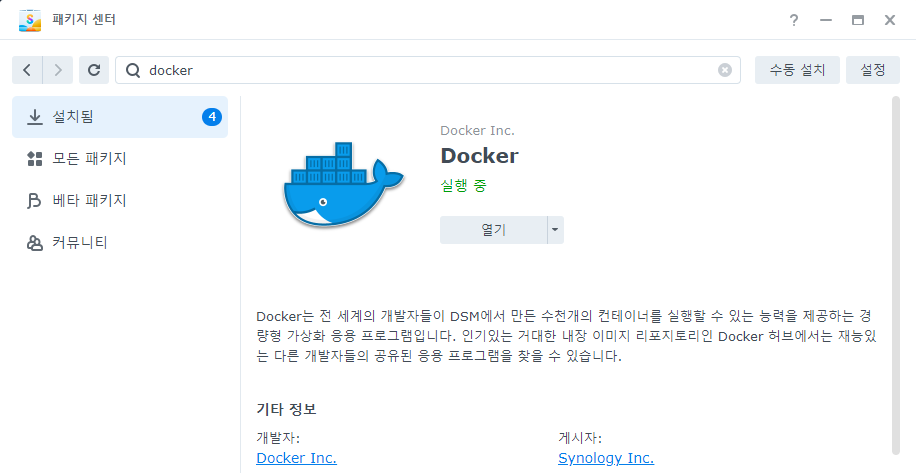 패키지 센터
docker
수동 설치
설정
설치됨
4
모든 패키지
베타 패키지
커뮤니티
Docker Inc.
Docker
실행 중
열기
Docker는 전 세계의 개발자들이 DSM에서 만든 수천개의 컨테이너를 실행할 수 있는 능력을 제공하는 경
량형 가상화 응용 프로그램입니다. 인기있는 거대한 내장 이미지 리포지토리인 Docker 허브에서는 재능있
는 다른 개발자들의 공유된 응용 프로그램을 찾을 수 있습니다.
기타 정보
개발자:
Docker Inc.
게시자:
Synology Inc.